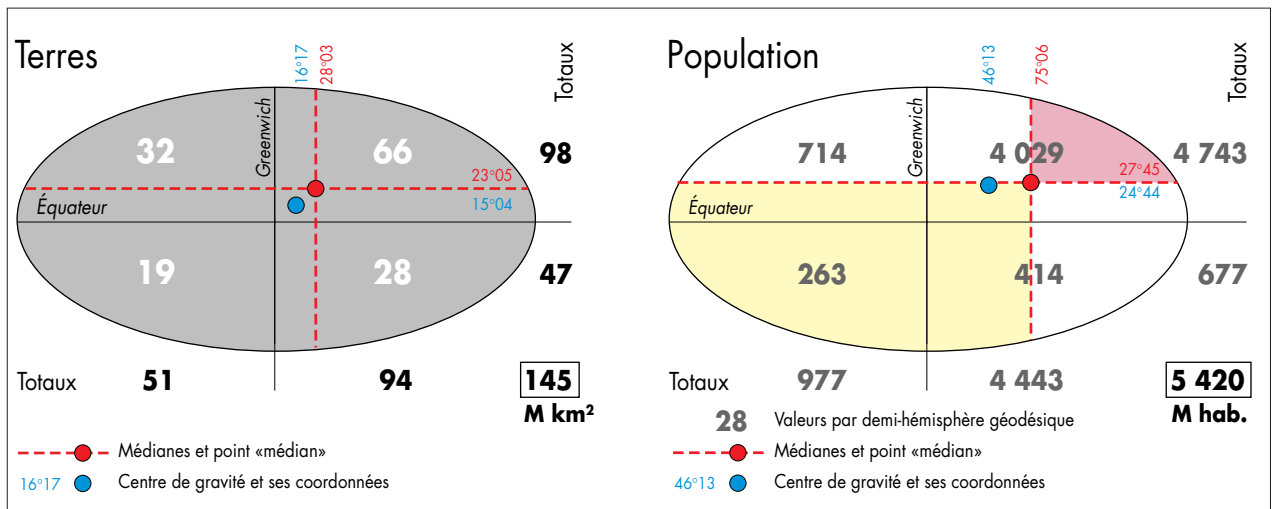 Terres
16°17
28°03
Totaux
Greenwich
32
66
98
23°05
15°04
Équateur
19
28
47
Totaux
51
94
145
M km²
Médianes et point «médian»
16°17
Centre de gravité et ses coordonnées
Population
46°13
75°06
Totaux
Greenwich
714
4 029
4 743
27°45
24°44
Équateur
263
414
677
Totaux
977
4 443
5 420
M hab.
28
Valeurs par demi-hémisphère géodésique
Médianes et point «médian»
46°13
Centre de gravité et ses coordonnées